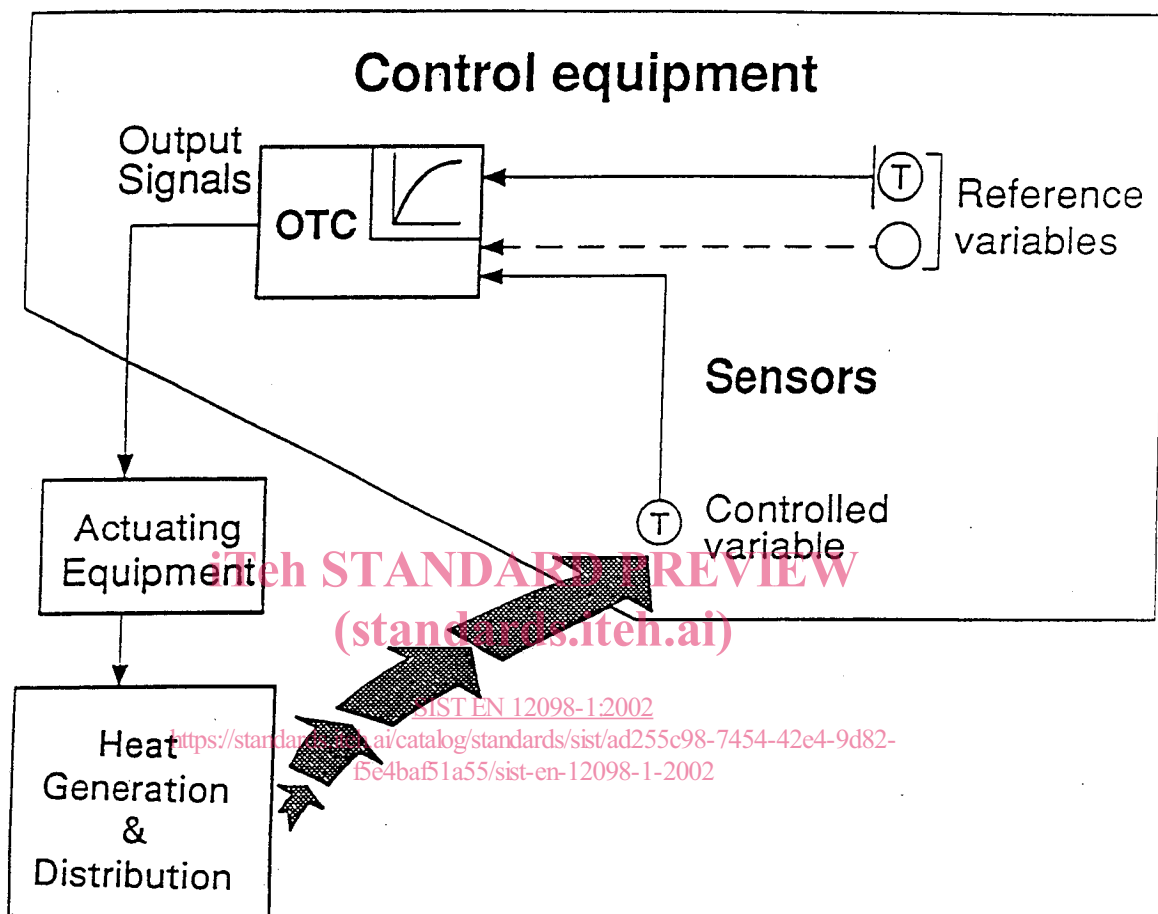 Control equipment
Output
Signals
OTC
T
Reference
variables
Sensors
T
Controlled
variable
Actuating
Equipment
iTeh STANDARD PREVIEW
(standards.iteh.ai)
SIST EN 12098-1:2002
https://standards.iteh.ai/catalog/standards/sist/ad255c98-7454-42e4-9d82-
f5e4baf51a55/sist-en-12098-1-2002
Heat
Generation
&
Distribution